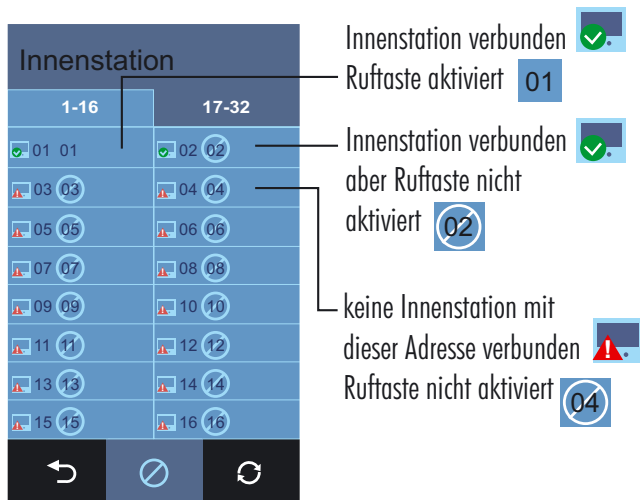 Innenstation
1-16 17-32
01 01 02 02
03 03 04 04
05 05 06 06
07 07 08 08
09 09 10 10
11 11 12 12
13 13 14 14
15 15 16 16
Innenstation verbunden
Ruftaste aktiviert 01
Innenstation verbunden
aber Ruftaste nicht
aktiviert 02
keine Innenstation mit
dieser Adresse verbunden
Ruftaste nicht aktiviert 04